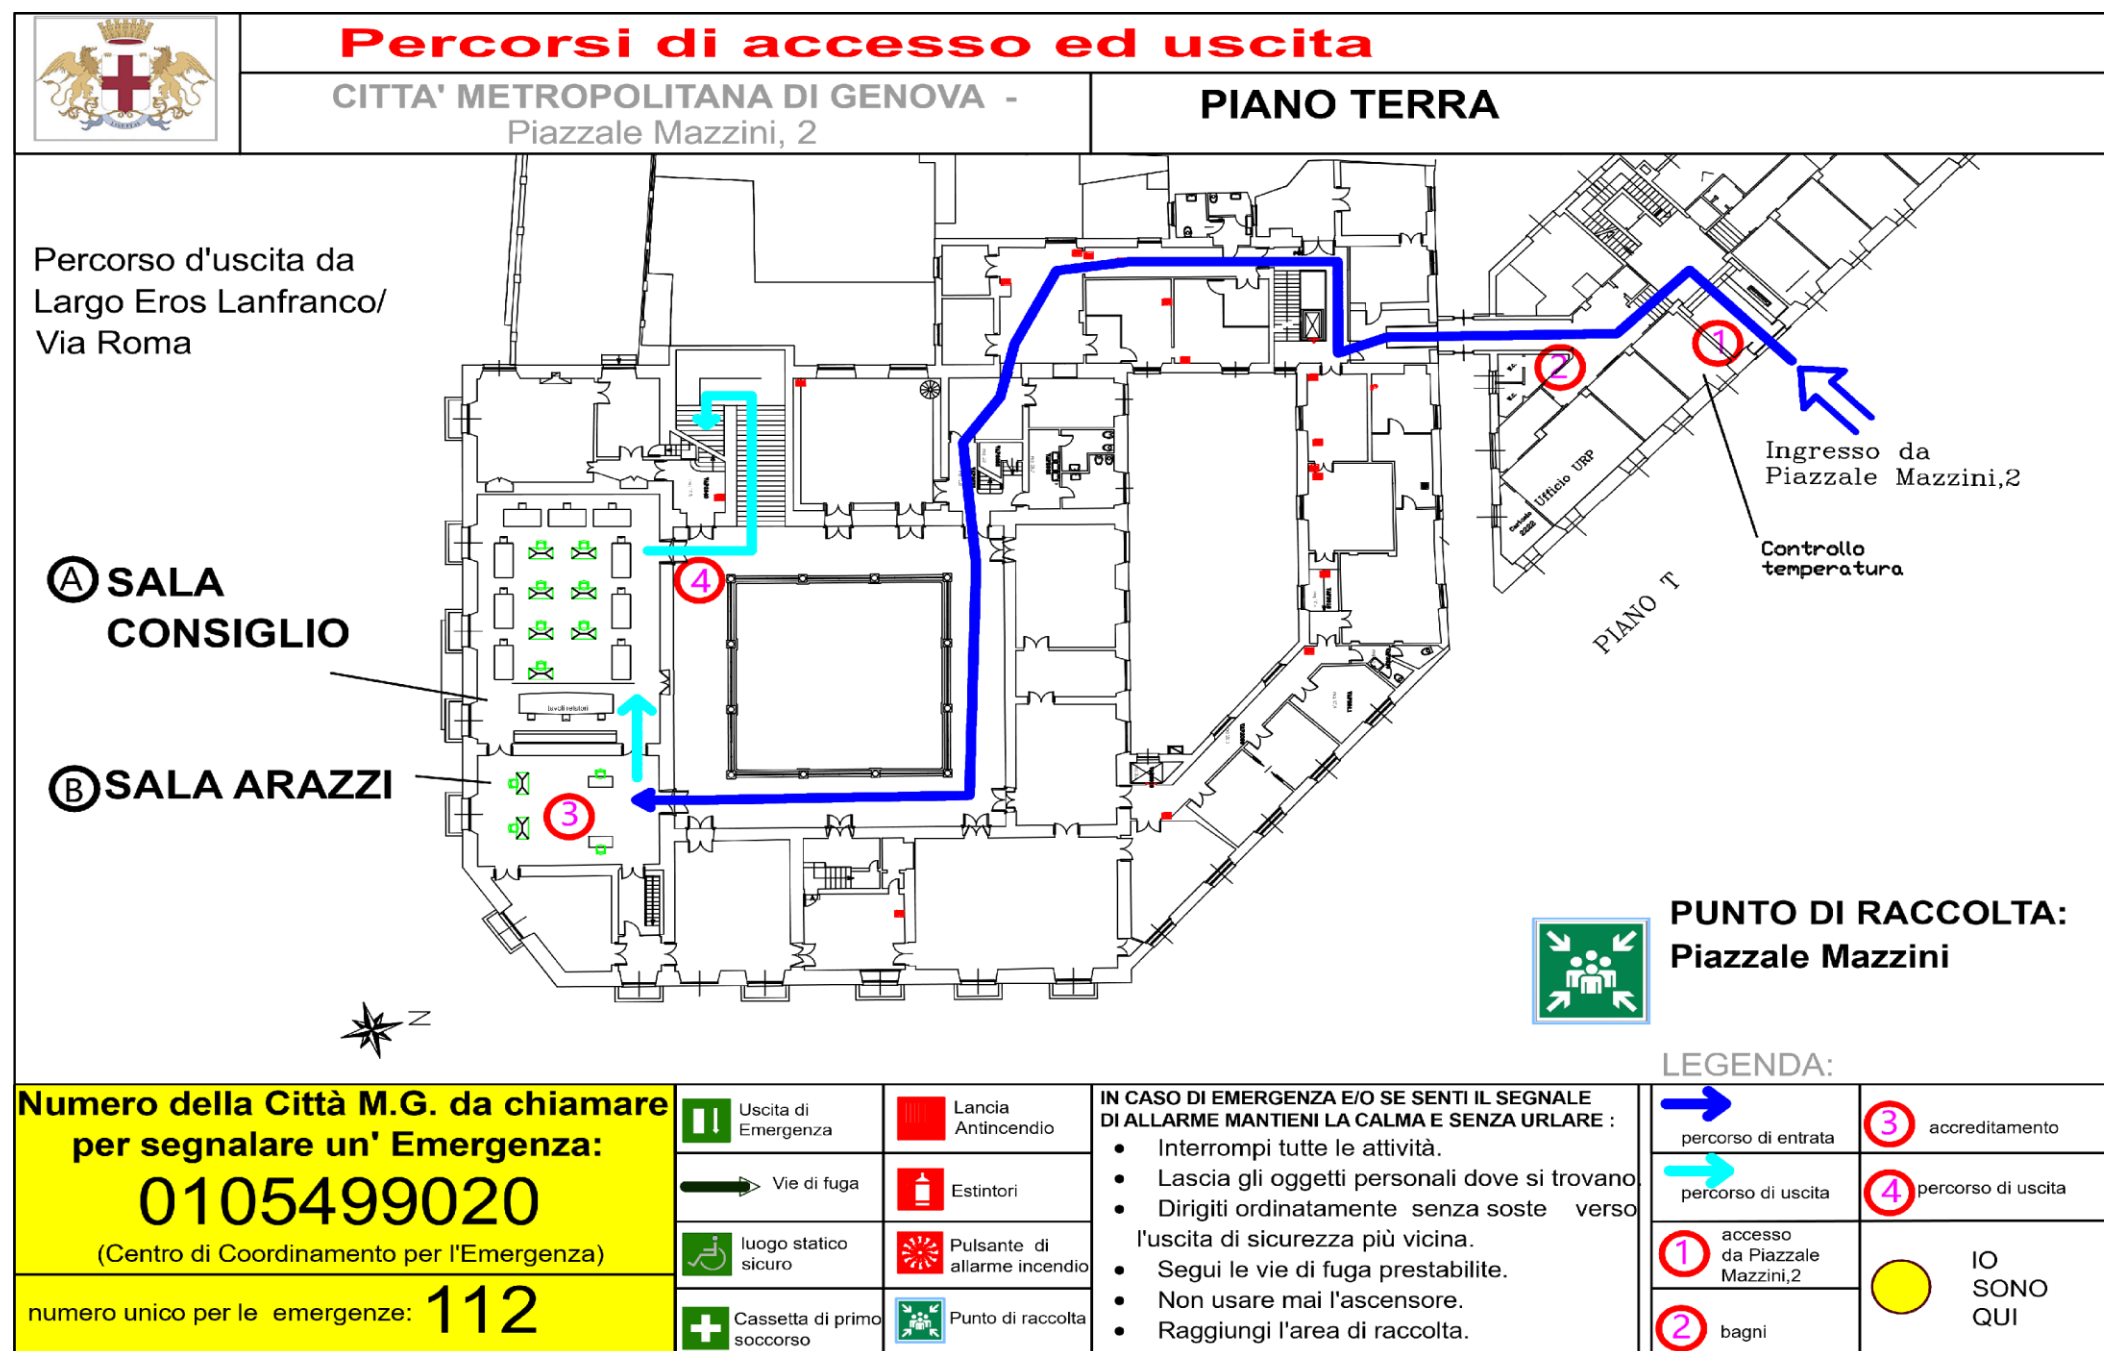 Percorsi di accesso ed uscita
CITTA' METROPOLITANA DI GENOVA -
Piazzale Mazzini, 2
PIANO TERRA
Percorso d'uscita da
Largo Eros Lanfranco/
Via Roma
A SALA
CONSIGLIO
B SALA ARAZZI
1
2
3
4
Ingresso da
Piazzale Mazzini,2
Ufficio URP
Controllo
temperatura
PIANO T
PUNTO DI RACCOLTA:
Piazzale Mazzini
N
LEGENDA:
Numero della Città M.G. da chiamare
per segnalare un' Emergenza:
0105499020
(Centro di Coordinamento per l'Emergenza)
numero unico per le emergenze: 112
Uscita di
Emergenza
Lancia
Antincendio
Vie di fuga
Estintori
luogo statico
sicuro
Pulsante di
allarme incendio
Cassetta di primo
soccorso
Punto di raccolta
IN CASO DI EMERGENZA E/O SE SENTI IL SEGNALE
DI ALLARME MANTIENI LA CALMA E SENZA URLARE :
• Interrompi tutte le attività.
• Lascia gli oggetti personali dove si trovano.
• Dirigiti ordinatamente senza soste verso
l'uscita di sicurezza più vicina.
• Segui le vie di fuga prestabilite.
• Non usare mai l'ascensore.
• Raggiungi l'area di raccolta.
percorso di entrata
3 accreditamento
percorso di uscita
4 percorso di uscita
1 accesso
da Piazzale
Mazzini,2
2 bagni
IO
SONO
QUI